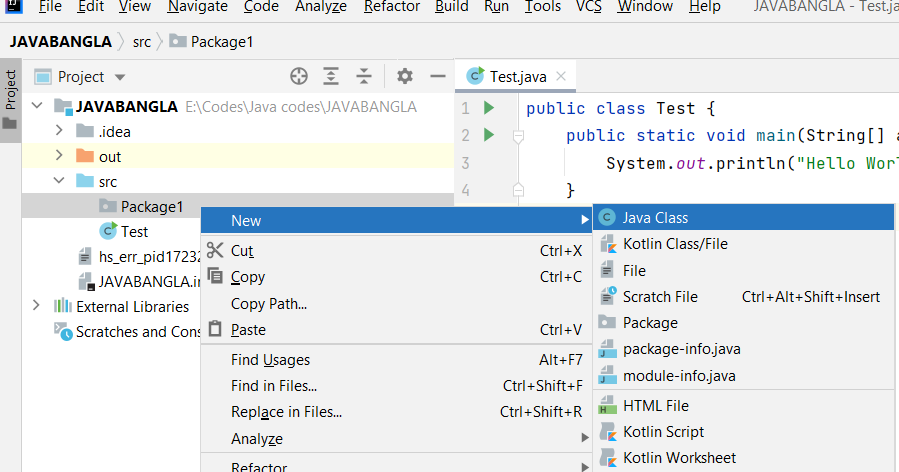 File Edit View Navigate Code Analyze Refactor Build Run Tools VCS Window Help JAVABANGLA - Test.ja
JAVABANGLA src Package1
Project
Project
Test.java
JAVABANGLA E:\Codes\Java codes\JAVABANGLA
.idea
out
src
Package1
Test
hs_err_pid1723
JAVABANGLA.i
External Libraries
Scratches and Cons
1 public class Test {
2 public static void main(String[] a
3 System.out.println("Hello Worl
4 }
New
Cut Ctrl+X
Copy Ctrl+C
Copy Path...
Paste Ctrl+V
Find Usages Alt+F7
Find in Files... Ctrl+Shift+F
Replace in Files... Ctrl+Shift+R
Analyze
Refactor
Java Class
Kotlin Class/File
File
Scratch File Ctrl+Alt+Shift+Insert
Package
package-info.java
module-info.java
HTML File
Kotlin Script
Kotlin Worksheet